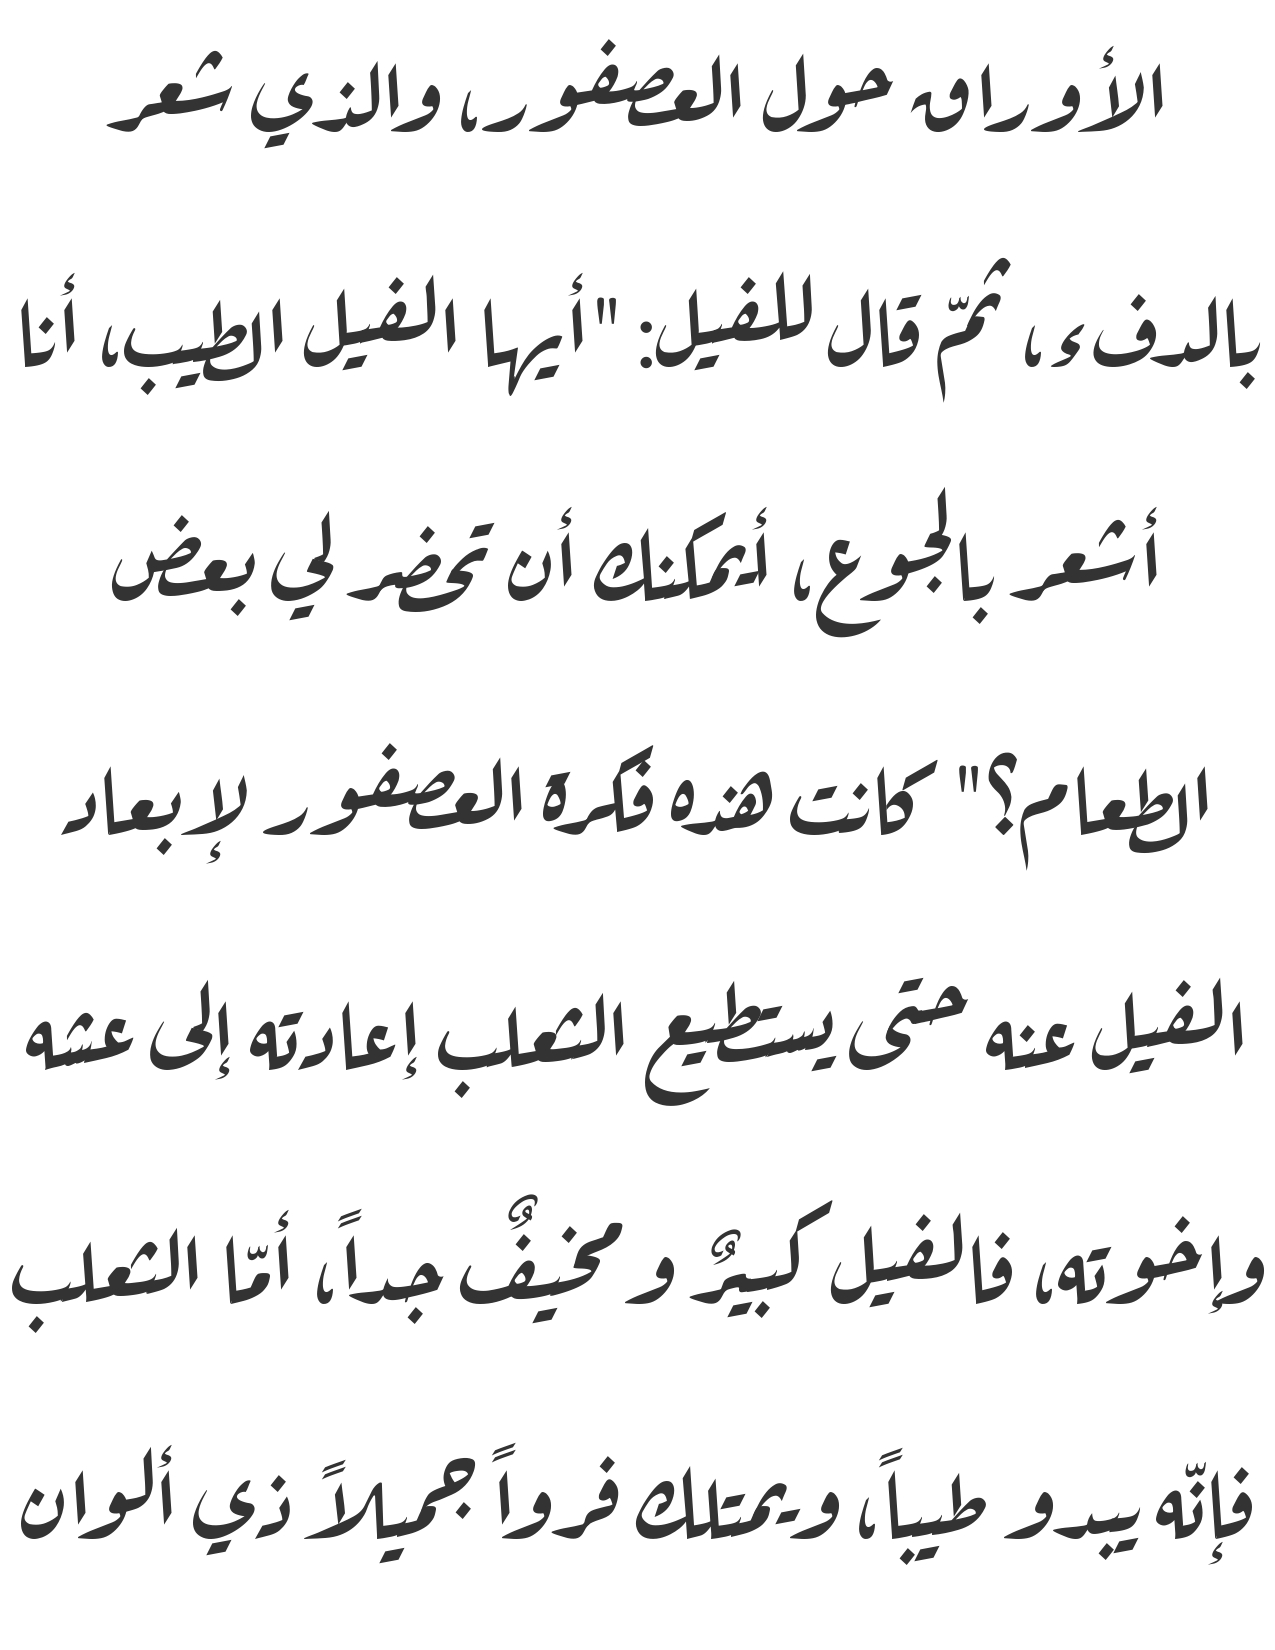 الأوراق حول العصفور، والذي شعر
بالدفء، ثمّ قال للفيل: "أيها الفيل الطيب، أنا
أشعر بالجوع، أيمكنك أن تحضر لي بعض
الطعام؟" كانت هذه فكرة العصفور لإبعاد
الفيل عنه حتى يستطيع الثعلب إعادته إلى عشه
وإخوته، فالفيل كبيرٌ و مخيفٌ جداً، أمّا الثعلب
فإنّه يبدو طيباً، ويمتلك فرواً جميلاً ذي ألوان